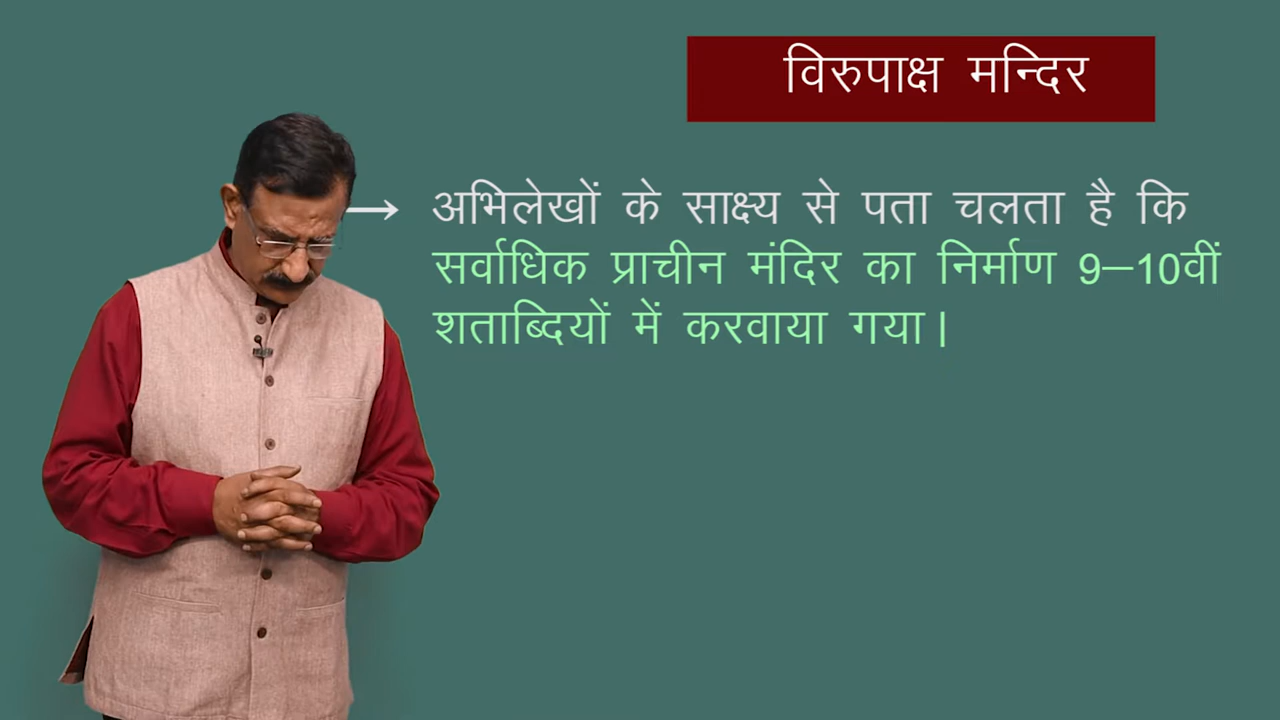 विरुपाक्ष मन्दिर
→ अभिलेखों के साक्ष्य से पता चलता है कि
सर्वाधिक प्राचीन मंदिर का निर्माण 9–10वीं
शताब्दियों में करवाया गया।